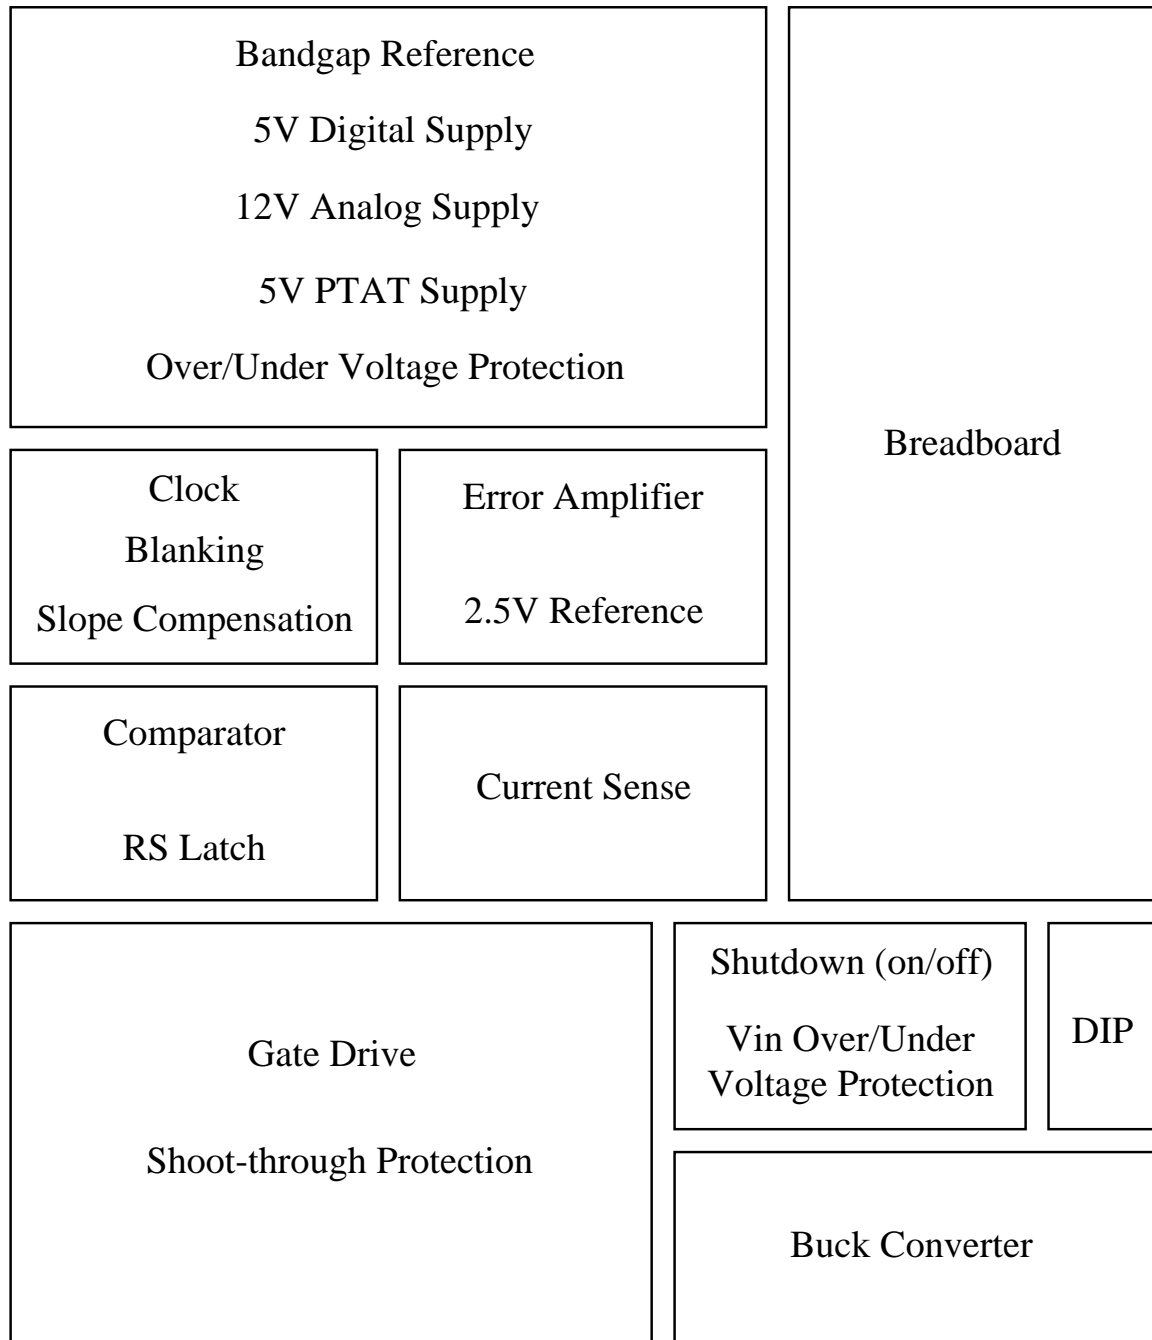 Bandgap Reference
5V Digital Supply
12V Analog Supply
5V PTAT Supply
Over/Under Voltage Protection
Breadboard
Clock
Blanking
Slope Compensation
Error Amplifier
2.5V Reference
Comparator
RS Latch
Current Sense
Gate Drive
Shoot-through Protection
Shutdown (on/off)
Vin Over/Under
Voltage Protection
DIP
Buck Converter